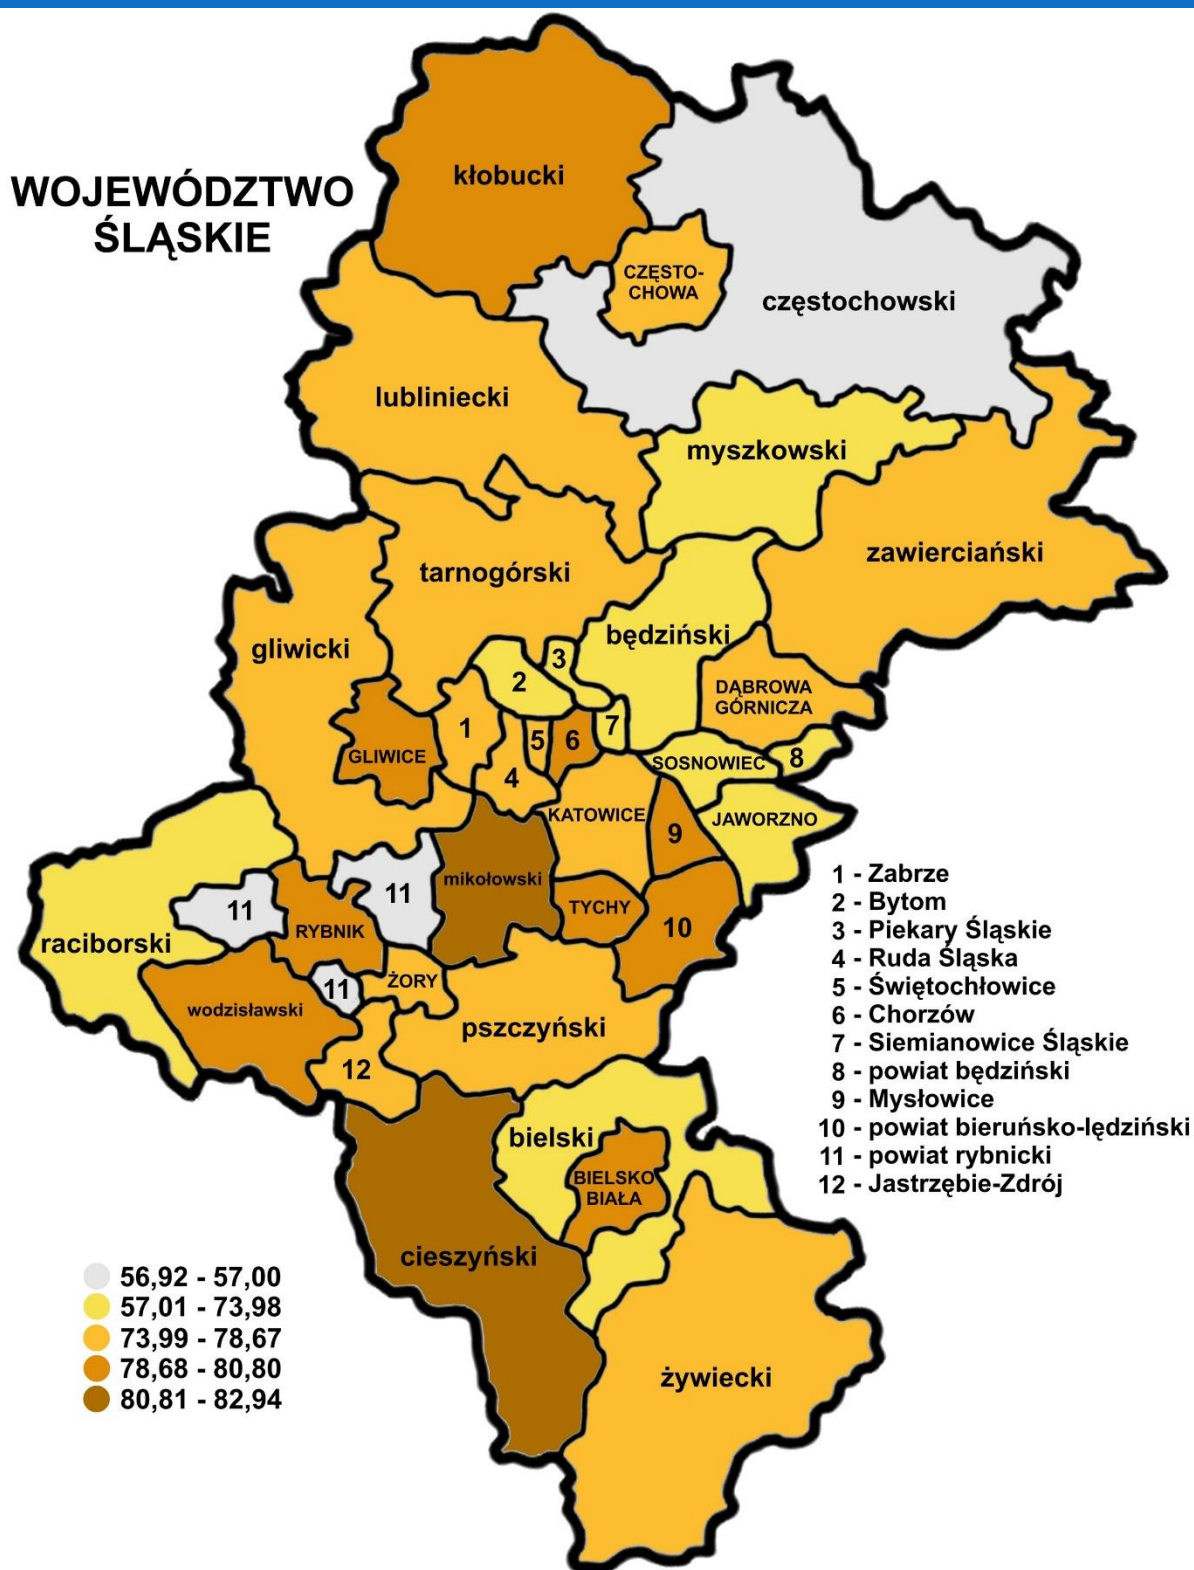 WOJEWÓDZTWO
ŚLĄSKIE
kłobucki
CZĘSTO-
CHOWA
częstochowski
lubliniecki
myszkowski
zawierciański
tarnogórski
gliwicki
będziński
3
2
DĄBROWA
GÓRNICZA
1
7
5
6
GLIWICE
SOSNOWIEC
8
4
KATOWICE
9
JAWORZNO
mikołowski
11
11
TYCHY
10
RYBNIK
raciborski
11
ŻORY
wodzisławski
pszczyński
12
bielski
BIELSKO
BIAŁA
cieszyński
żywiecki
1 - Zabrze
2 - Bytom
3 - Piekary Śląskie
4 - Ruda Śląska
5 - Świętochłowice
6 - Chorzów
7 - Siemianowice Śląskie
8 - powiat będziński
9 - Mysłowice
10 - powiat bieruńsko-lędziński
11 - powiat rybnicki
12 - Jastrzębie-Zdrój
56,92 - 57,00
57,01 - 73,98
73,99 - 78,67
78,68 - 80,80
80,81 - 82,94